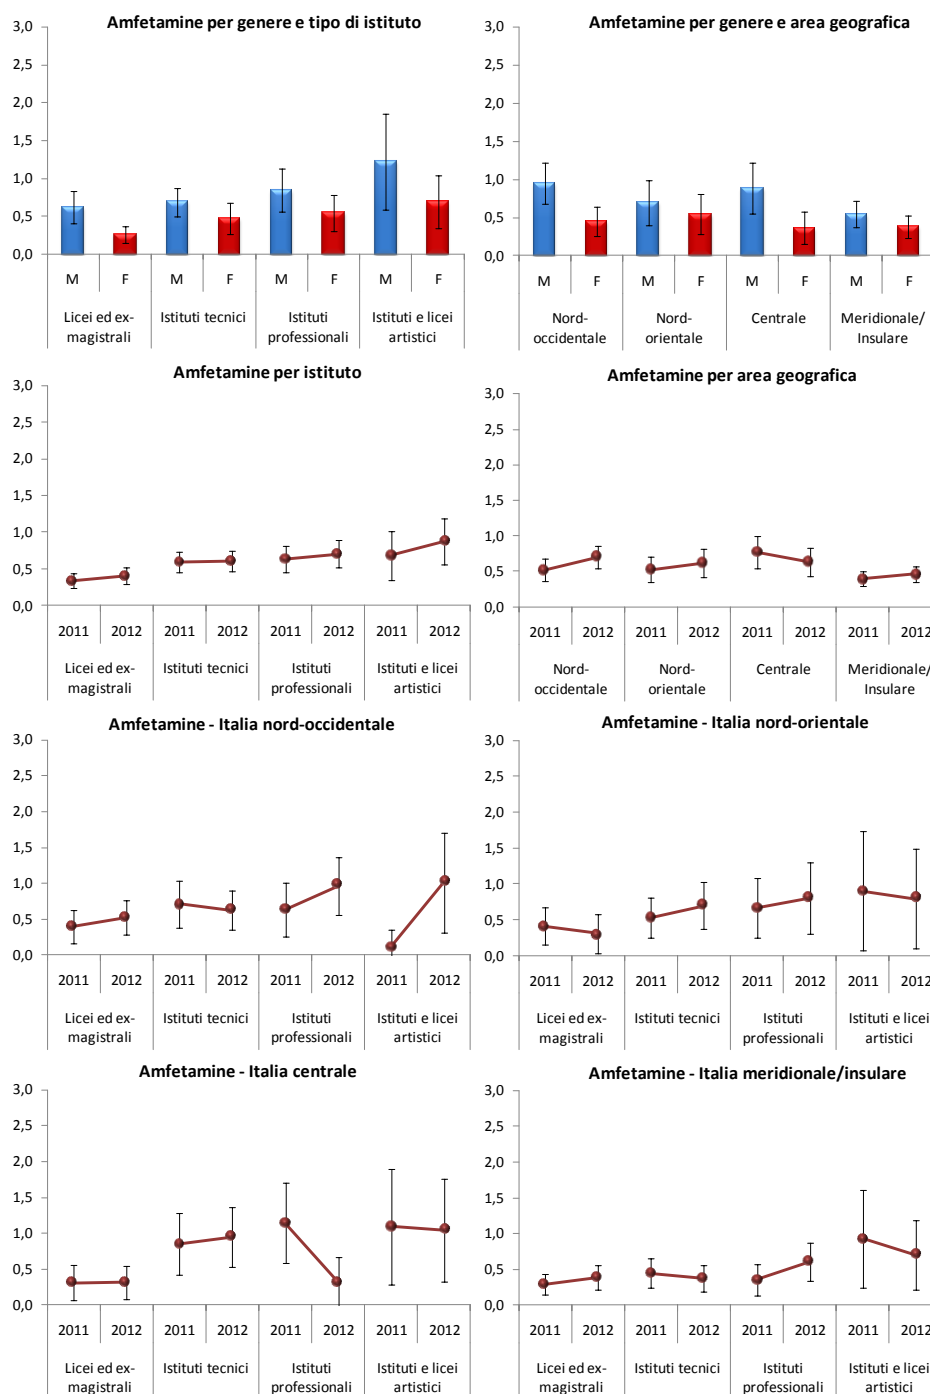 Amfetamine per genere e tipo di istituto
3,0
2,5
2,0
1,5
1,0
0,5
0,0
M F M F M F M F
Licei ed ex-
magistrali
Istituti tecnici
Istituti
professionali
Istituti e licei
artistici
Amfetamine per genere e area geografica
3,0
2,5
2,0
1,5
1,0
0,5
0,0
M F M F M F M F
Nord-
occidentale
Nord-
orientale
Centrale
Meridionale/
Insulare
Amfetamine per istituto
3,0
2,5
2,0
1,5
1,0
0,5
0,0
2011 2012 2011 2012 2011 2012 2011 2012
Licei ed ex-
magistrali
Istituti tecnici
Istituti
professionali
Istituti e licei
artistici
Amfetamine per area geografica
3,0
2,5
2,0
1,5
1,0
0,5
0,0
2011 2012 2011 2012 2011 2012 2011 2012
Nord-
occidentale
Nord-
orientale
Centrale
Meridionale/
Insulare
Amfetamine - Italia nord-occidentale
3,0
2,5
2,0
1,5
1,0
0,5
0,0
2011 2012 2011 2012 2011 2012 2011 2012
Licei ed ex-
magistrali
Istituti tecnici
Istituti
professionali
Istituti e licei
artistici
Amfetamine - Italia nord-orientale
3,0
2,5
2,0
1,5
1,0
0,5
0,0
2011 2012 2011 2012 2011 2012 2011 2012
Licei ed ex-
magistrali
Istituti tecnici
Istituti
professionali
Istituti e licei
artistici
Amfetamine - Italia centrale
3,0
2,5
2,0
1,5
1,0
0,5
0,0
2011 2012 2011 2012 2011 2012 2011 2012
Licei ed ex-
magistrali
Istituti tecnici
Istituti
professionali
Istituti e licei
artistici
Amfetamine - Italia meridionale/insulare
3,0
2,5
2,0
1,5
1,0
0,5
0,0
2011 2012 2011 2012 2011 2012 2011 2012
Licei ed ex-
magistrali
Istituti tecnici
Istituti
professionali
Istituti e licei
artistici